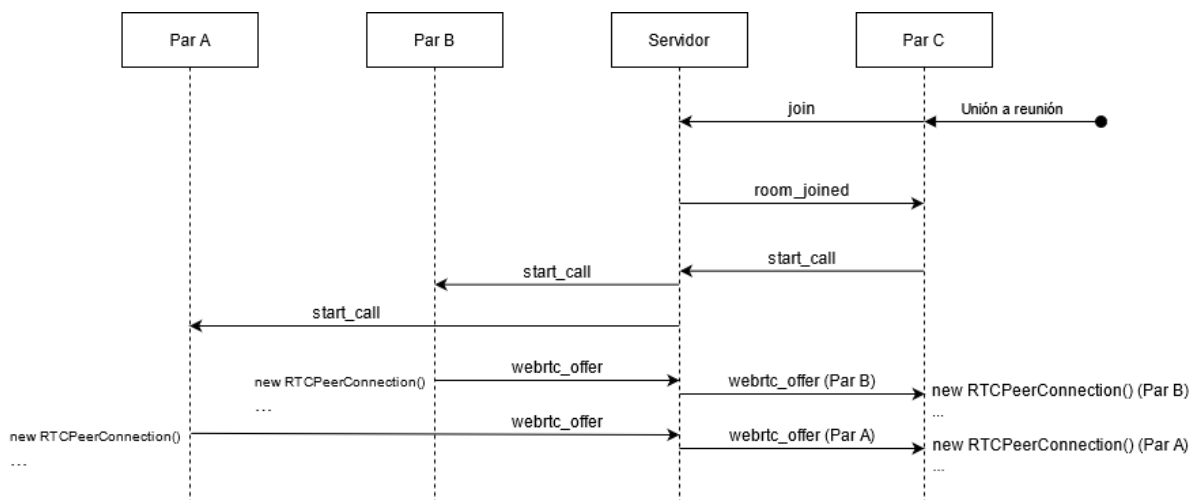 Par A
Par B
Servidor
Par C
join
Unión a reunión
room_joined
start_call
start_call
start_call
webrtc_offer
new RTCPeerConnection()
...
webrtc_offer (Par B)
new RTCPeerConnection() (Par B)
...
webrtc_offer
new RTCPeerConnection()
...
webrtc_offer (Par A)
new RTCPeerConnection() (Par A)
...